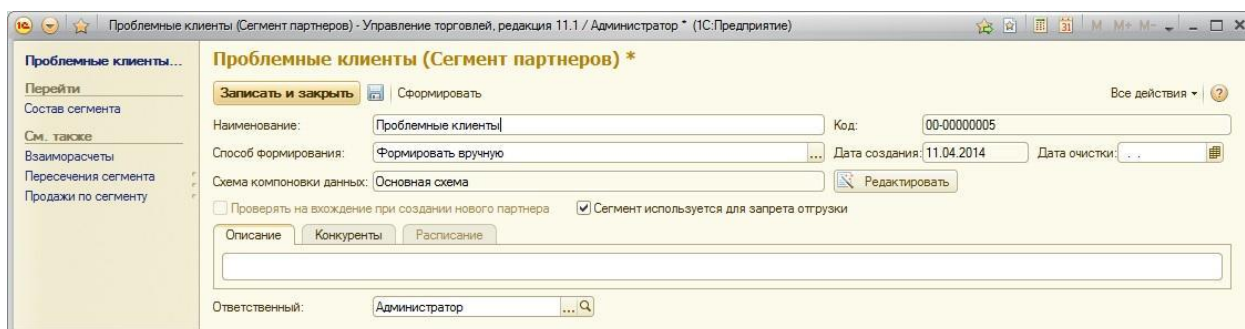 Проблемные клиенты (Сегмент партнеров) - Управление торговлей, редакция 11.1 / Администратор * (1С:Предприятие)
M M+ M-
Проблемные клиенты...
Перейти
Состав сегмента
См. также
Взаиморасчеты
Пересечения сегмента
Продажи по сегменту
Проблемные клиенты (Сегмент партнеров) *
Записать и закрыть Сформировать Все действия
Наименование: Проблемные клиенты Код: 00-00000005
Способ формирования: Формировать вручную ... Дата создания: 11.04.2014 Дата очистки: . .
Схема компоновки данных: Основная схема Редактировать
Проверять на вхождение при создании нового партнера Сегмент используется для запрета отгрузки
Описание Конкуренты Расписание
Ответственный: Администратор ...